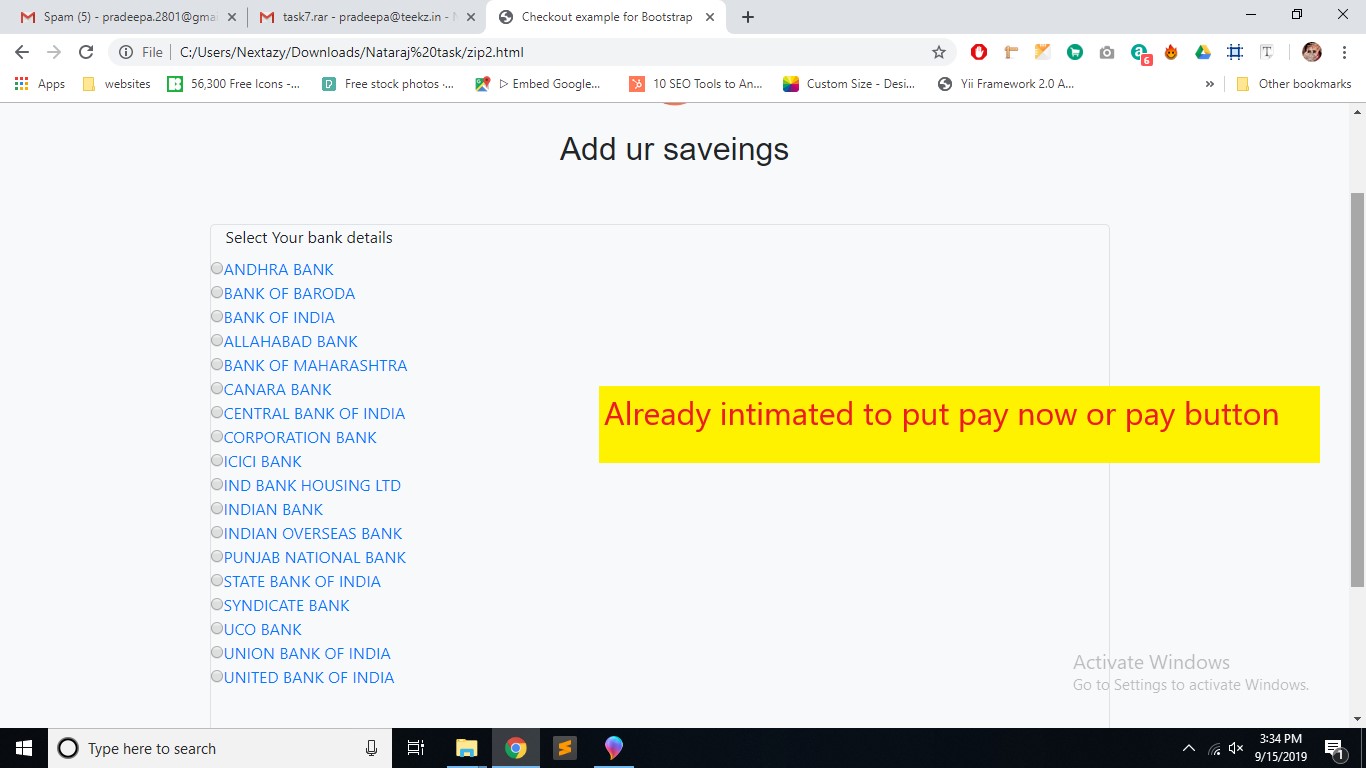 Spam (5) - pradeepa.2801@gma
task7.rar - pradeepa@teekz.in -
Checkout example for Bootstrap
File
C:/Users/Nextazy/Downloads/Nataraj%20task/zip2.html
6
Apps
websites
56,300 Free Icons -...
Free stock photos ·...
Embed Google...
10 SEO Tools to An...
Custom Size - Desi...
Yii Framework 2.0 A...
»
Other bookmarks
Add ur saveings
Select Your bank details
ANDHRA BANK
BANK OF BARODA
BANK OF INDIA
ALLAHABAD BANK
BANK OF MAHARASHTRA
CANARA BANK
CENTRAL BANK OF INDIA
CORPORATION BANK
ICICI BANK
IND BANK HOUSING LTD
INDIAN BANK
INDIAN OVERSEAS BANK
PUNJAB NATIONAL BANK
STATE BANK OF INDIA
SYNDICATE BANK
UCO BANK
UNION BANK OF INDIA
UNITED BANK OF INDIA
Already intimated to put pay now or pay button
Activate Windows
Go to Settings to activate Windows.
Type here to search
3:34 PM
9/15/2019
1